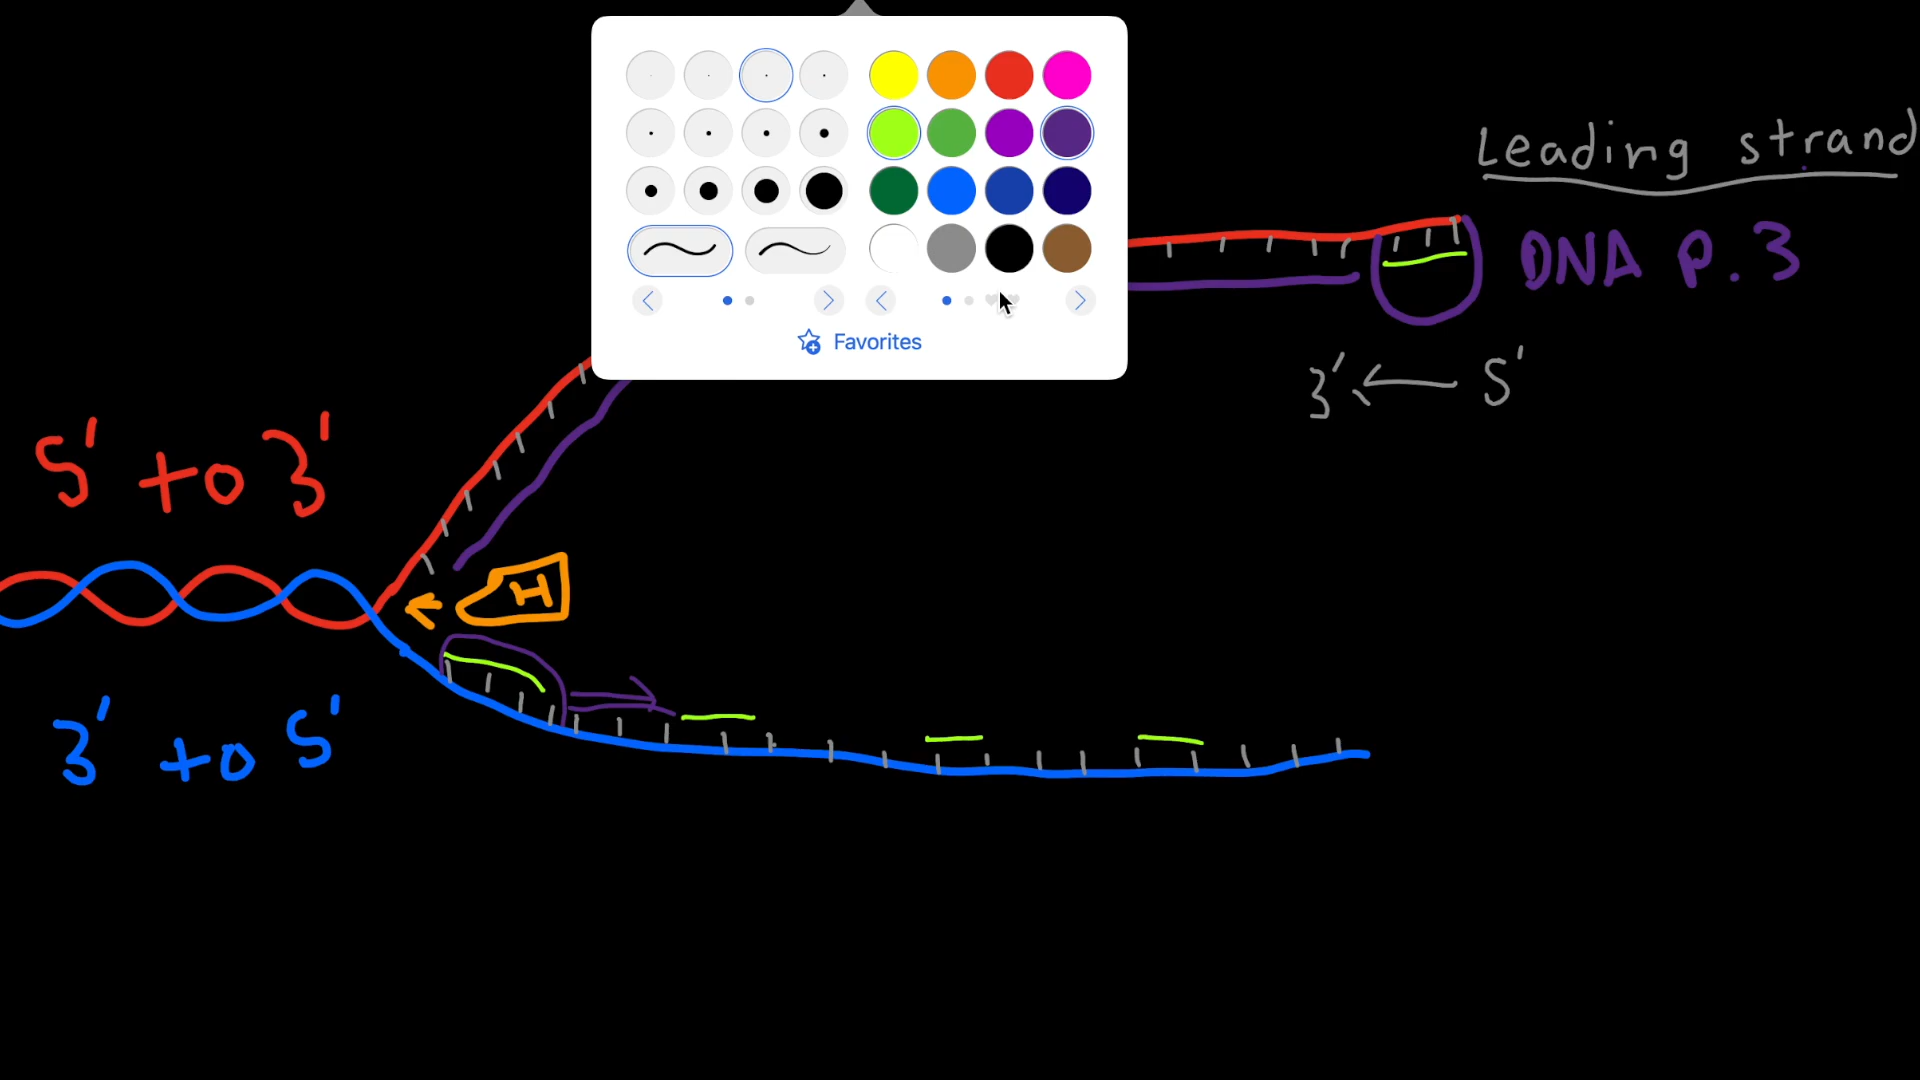 Leading strand
DNA P. 3
Favorites
3' ← 5'
5' to 3'
H
3' to 5'